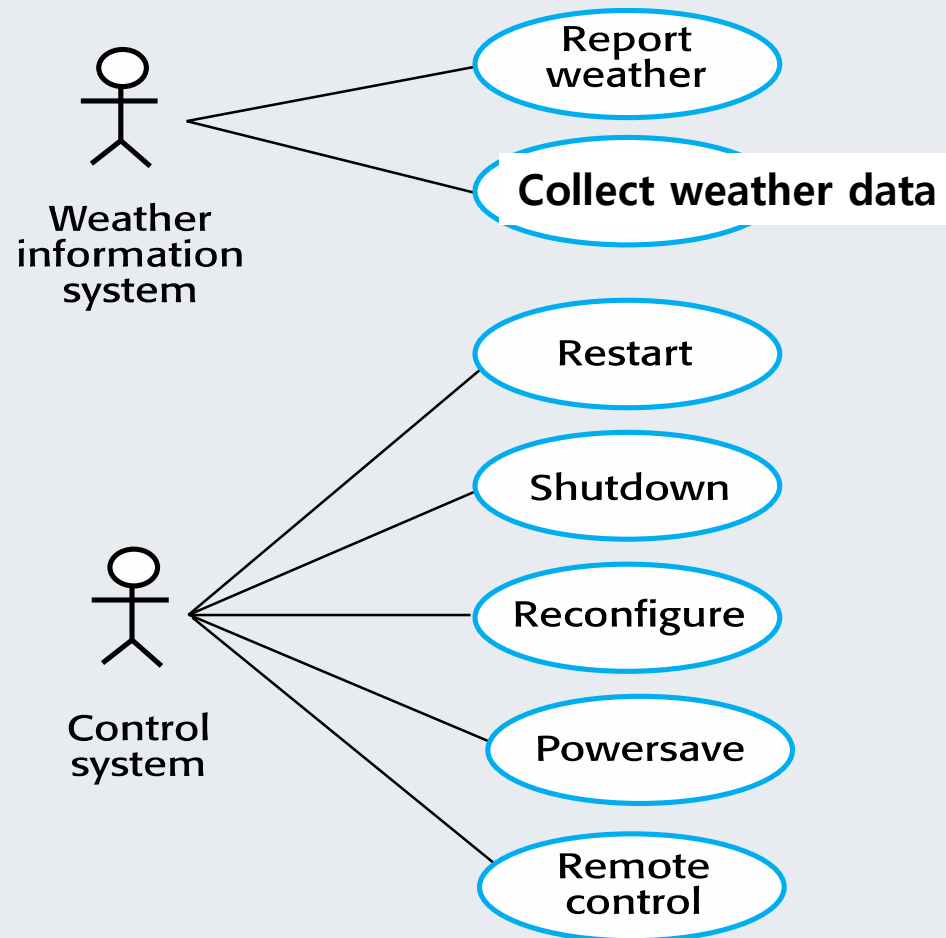 Report
weather
Collect weather data
Weather
information
system
Restart
Shutdown
Reconfigure
Control
system
Powersave
Remote
control